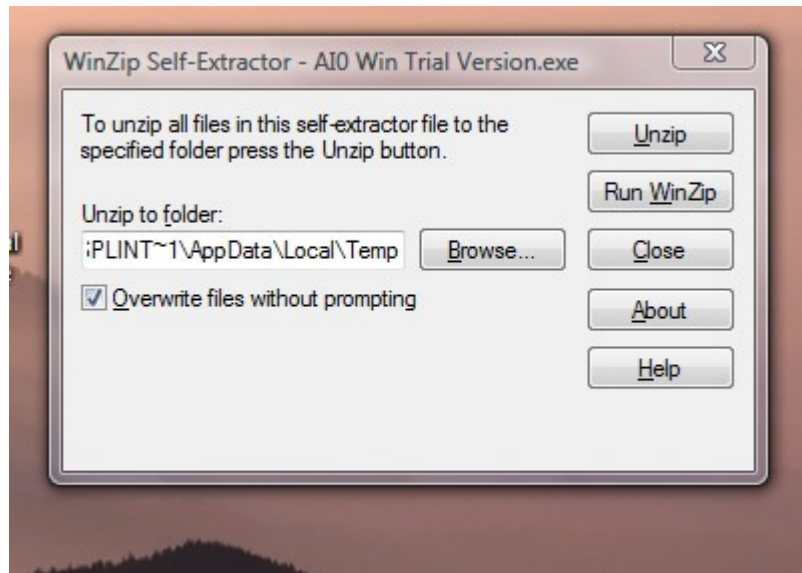 WinZip Self-Extractor - AI0 Win Trial Version.exe
To unzip all files in this self-extractor file to the
specified folder press the Unzip button.
Unzip
Run WinZip
Unzip to folder:
PLINT~1\AppData\Local\Temp
Browse...
Close
Overwrite files without prompting
About
Help